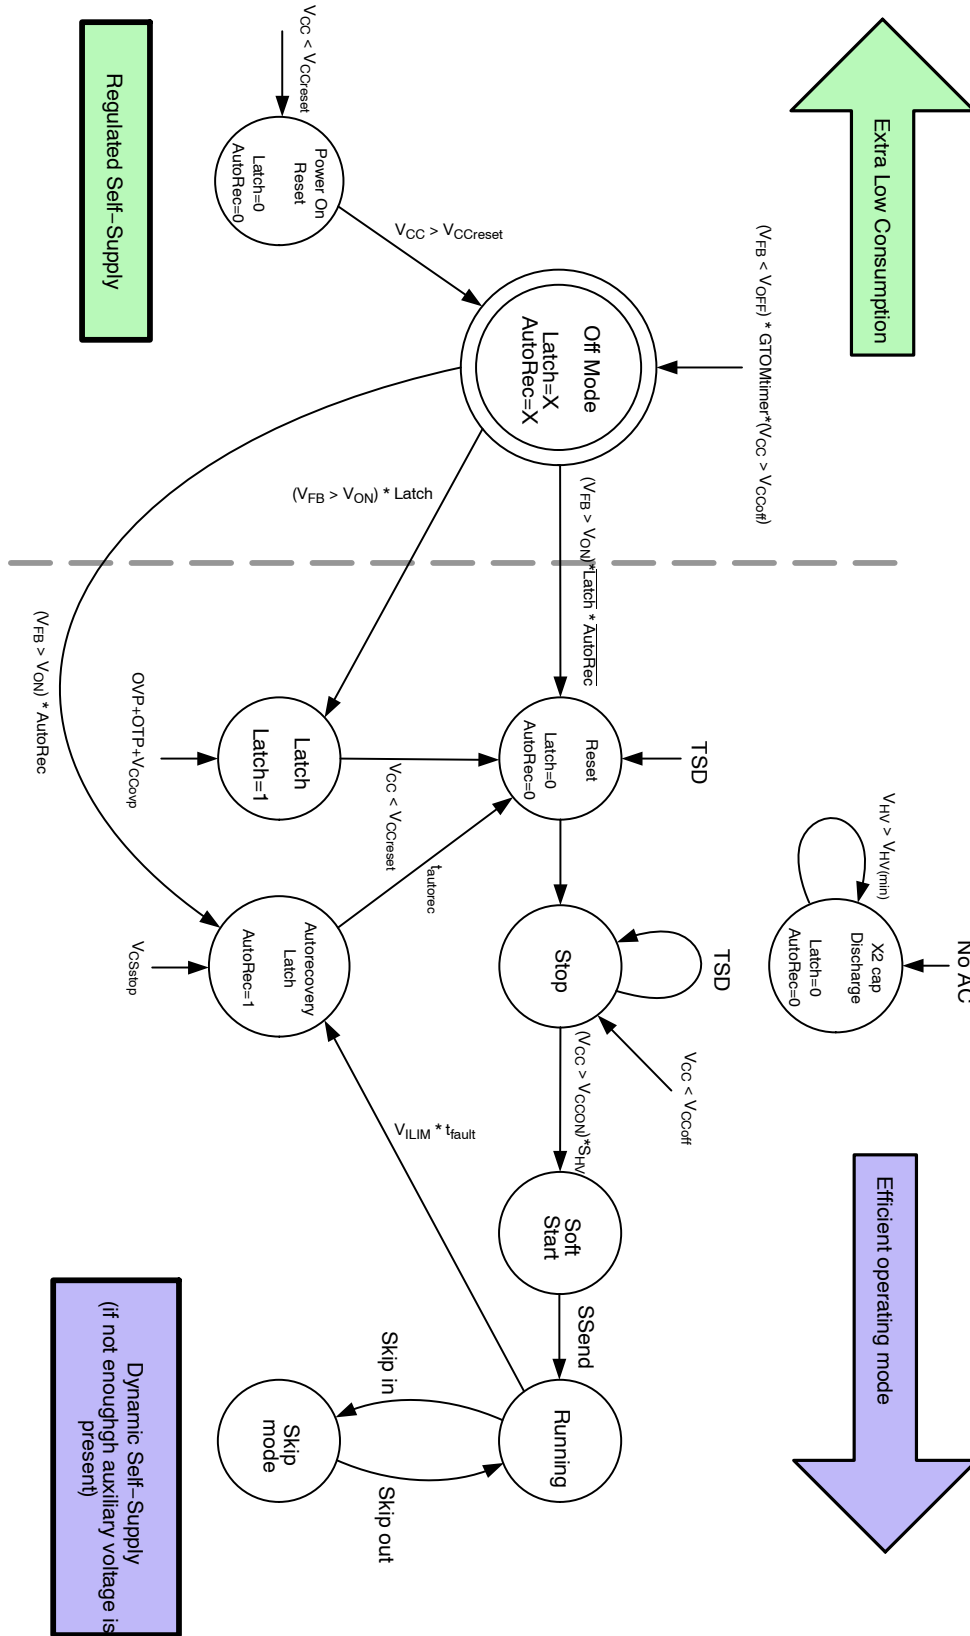 Extra Low Consumption
Efficient operating mode
(VFB < VOFF) * GTOMtimer*(VCC > VCCoff)
No AC
X2 cap
Discharge
Latch=0
AutoRec=0
VHV > VHV(min)
TSD
TSD
VCC < VCCoff
Off Mode
Latch=X
AutoRec=X
(VFB > VON)*Latch * AutoRec
Reset
Latch=0
AutoRec=0
Stop
(VCC > VCCON)*SHV
Soft
Start
SSend
Running
VCC > VCCreset
(VFB > VON) * Latch
VCC < VCCreset
tautorec
VILIM * tfault
Skip in
Skip out
VCC < VCCreset
Power On
Reset
Latch=0
AutoRec=0
Latch
Latch=1
Autorecovery
Latch
AutoRec=1
Skip
mode
OVP+OTP+VCCovp
VCSstop
(VFB > VON) * AutoRec
Regulated Self−Supply
Dynamic Self−Supply
(if not enoughgh auxiliary voltage is
present)